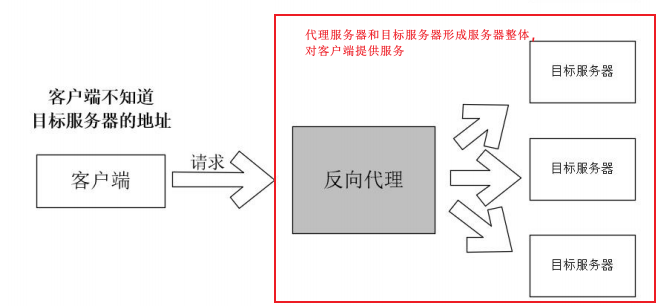 代理服务器和目标服务器形成服务器整体，
对客户端提供服务
目标服务器
客户端不知道
目标服务器的地址
请求
客户端
反向代理
目标服务器
目标服务器